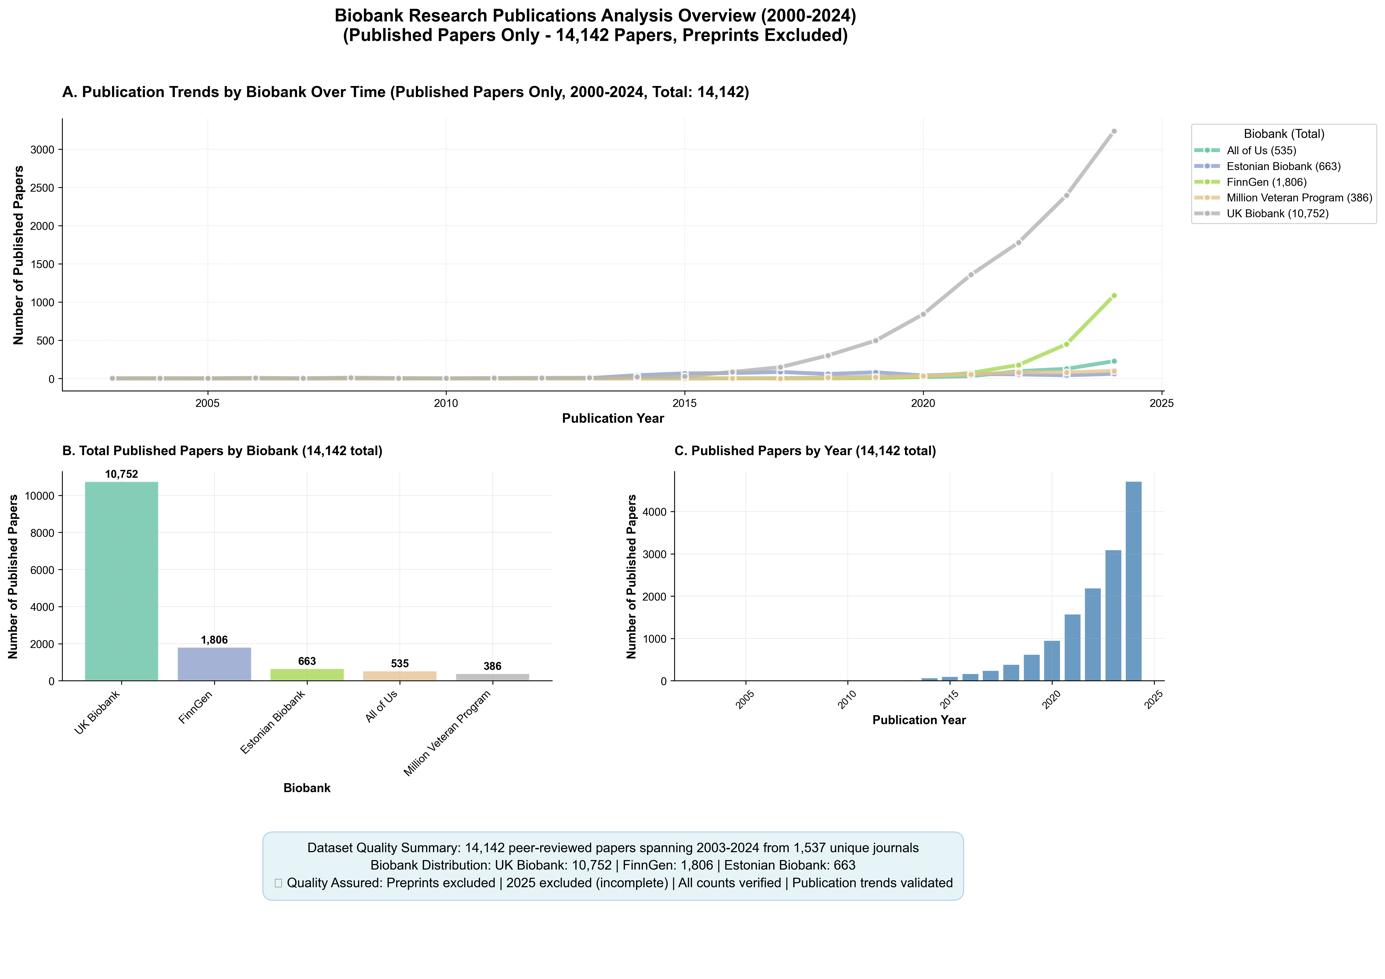 Biobank Research Publications Analysis Overview (2000-2024)
(Published Papers Only - 14,142 Papers, Preprints Excluded)
A. Publication Trends by Biobank Over Time (Published Papers Only, 2000-2024, Total: 14,142)
Number of Published Papers
3000
2500
2000
1500
1000
500
0
2005
2010
2015
2020
2025
Publication Year
Biobank (Total)
All of Us (535)
Estonian Biobank (663)
FinnGen (1,806)
Million Veteran Program (386)
UK Biobank (10,752)
B. Total Published Papers by Biobank (14,142 total)
Number of Published Papers
10000
8000
6000
4000
2000
0
10,752
1,806
663
535
386
UK Biobank
FinnGen
Estonian Biobank
All of Us
Million Veteran Program
Biobank
C. Published Papers by Year (14,142 total)
Number of Published Papers
4000
3000
2000
1000
0
2005
2010
2015
2020
2025
Publication Year
Dataset Quality Summary: 14,142 peer-reviewed papers spanning 2003-2024 from 1,537 unique journals
Biobank Distribution: UK Biobank: 10,752 | FinnGen: 1,806 | Estonian Biobank: 663
Quality Assured: Preprints excluded | 2025 excluded (incomplete) | All counts verified | Publication trends validated